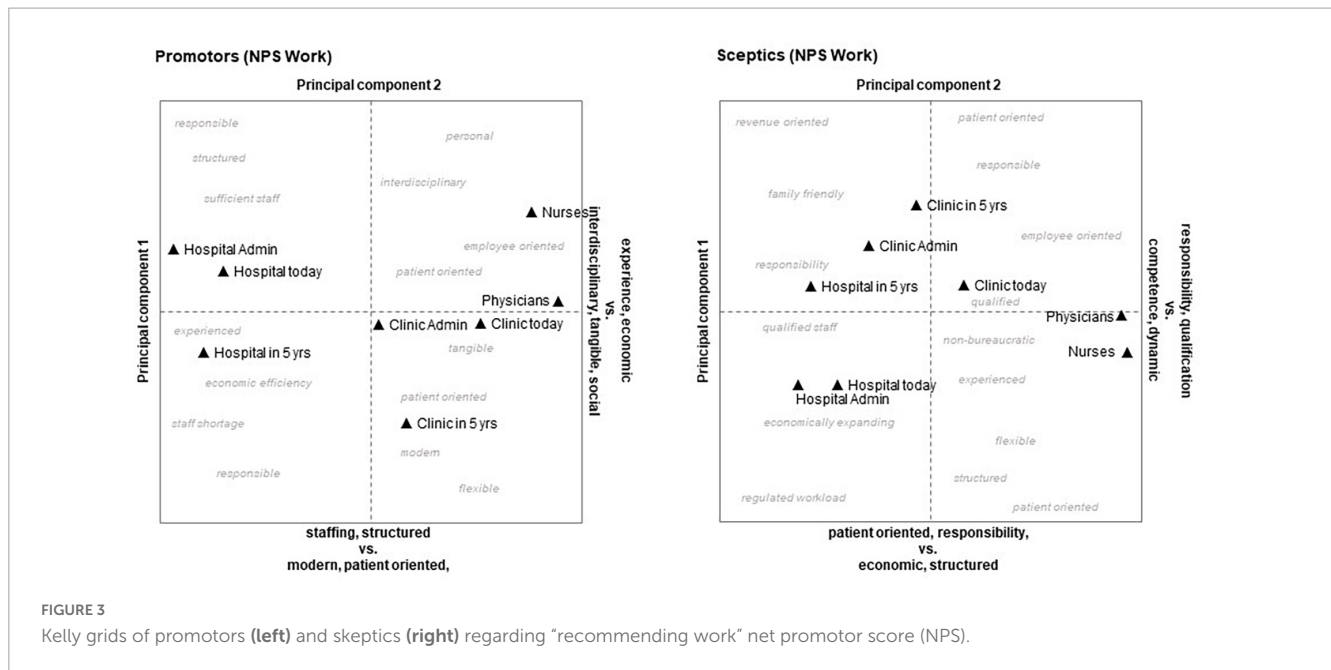 Promotors (NPS Work)
Principal component 2
Principal component 1
responsible
personal
structured
interdisciplinary
sufficient staff
Nurses
Hospital Admin
employee oriented
Hospital today
patient oriented
Physicians
Clinic Admin
Clinic today
experienced
tangible
Hospital in 5 yrs
economic efficiency
patient oriented
staff shortage
Clinic in 5 yrs
modern
responsible
flexible
experience, economic
vs.
interdisciplinary, tangible, social
staffing, structured
vs.
modern, patient oriented,
Sceptics (NPS Work)
Principal component 2
Principal component 1
revenue oriented
patient oriented
responsible
family friendly
Clinic in 5 yrs
employee oriented
Clinic Admin
responsibility
Hospital in 5 yrs
Clinic today
qualified
Physicians
qualified staff
non-bureaucratic
Nurses
experienced
Hospital today
Hospital Admin
economically expanding
flexible
structured
regulated workload
patient oriented
responsibility, qualification
vs.
competence, dynamic
patient oriented, responsibility,
vs.
economic, structured
FIGURE 3
Kelly grids of promotors (left) and skeptics (right) regarding “recommending work” net promotor score (NPS).